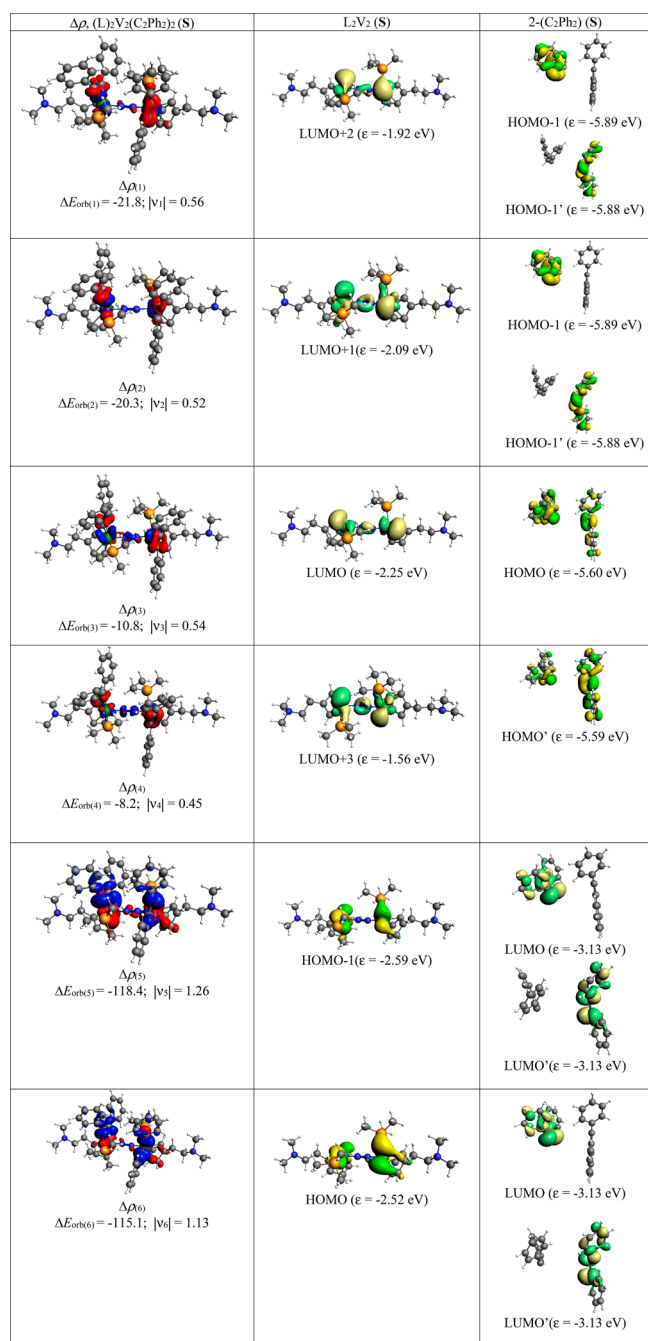 Δρ, (L)₂V₂(C₂Ph₂)₂ (S)
L₂V₂ (S)
2-(C₂Ph₂) (S)
Δρ(1)
ΔEorb(1) = -21.8; |ν₁| = 0.56
LUMO+2 (ε = -1.92 eV)
HOMO-1 (ε = -5.89 eV)
HOMO-1' (ε = -5.88 eV)
Δρ(2)
ΔEorb(2) = -20.3; |ν₂| = 0.52
LUMO+1(ε = -2.09 eV)
HOMO-1 (ε = -5.89 eV)
HOMO-1' (ε = -5.88 eV)
Δρ(3)
ΔEorb(3) = -10.8; |ν₃| = 0.54
LUMO (ε = -2.25 eV)
HOMO (ε = -5.60 eV)
Δρ(4)
ΔEorb(4) = -8.2; |ν₄| = 0.45
LUMO+3 (ε = -1.56 eV)
HOMO' (ε = -5.59 eV)
Δρ(5)
ΔEorb(5) = -118.4; |ν₅| = 1.26
HOMO-1(ε = -2.59 eV)
LUMO (ε = -3.13 eV)
LUMO'(ε = -3.13 eV)
Δρ(6)
ΔEorb(6) = -115.1; |ν₆| = 1.13
HOMO (ε = -2.52 eV)
LUMO (ε = -3.13 eV)
LUMO'(ε = -3.13 eV)